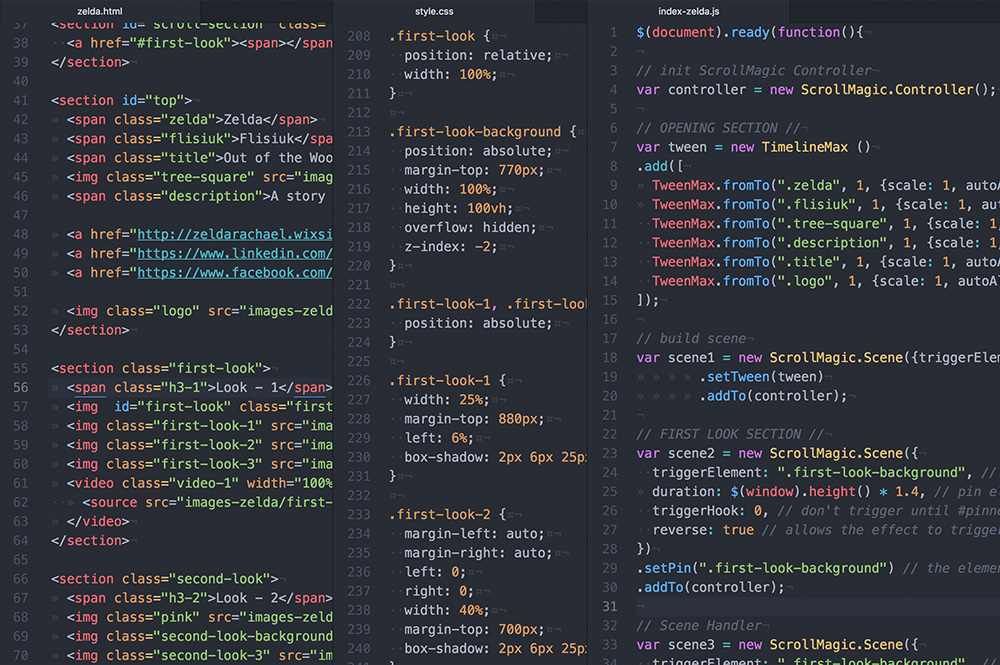 zelda.html
37 <section id="scroll-section" class=
38 <a href="#first-look"><span></span
39 </section>
40
41 <section id="top">
42 <span class="zelda">Zelda</span>
43 <span class="flisiuk">Flisiuk</spa
44 <span class="title">Out of the Woo
45 <img class="tree-square" src="imag
46 <span class="description">A story
47
48 <a href="http://zeldarachael.wixsi
49 <a href="https://www.linkedin.com/
50 <a href="https://www.facebook.com/
51
52 <img class="logo" src="images-zeld
53 </section>
54
55 <section class="first-look">
56 <span class="h3-1">Look - 1</span>
57 <img  id="first-look" class="first
58 <img class="first-look-1" src="ima
59 <img class="first-look-2" src="ima
60 <img class="first-look-3" src="ima
61 <video class="video-1" width="100%
62 <source src="images-zelda/first-
63 </video>
64 </section>
65
66 <section class="second-look">
67 <span class="h3-2">Look - 2</span>
68 <img class="pink" src="images-zeld
69 <img class="second-look-background
70 <img class="second-look-3" src="im
style.css
208 .first-look {
209 position: relative;
210 width: 100%;
211 }
212
213 .first-look-background {
214 position: absolute;
215 margin-top: 770px;
216 width: 100%;
217 height: 100vh;
218 overflow: hidden;
219 z-index: -2;
220 }
221
222 .first-look-1, .first-look
223 position: absolute;
224 }
225
226 .first-look-1 {
227 width: 25%;
228 margin-top: 880px;
229 left: 6%;
230 box-shadow: 2px 6px 25px
231 }
232
233 .first-look-2 {
234 margin-left: auto;
235 margin-right: auto;
236 left: 0;
237 right: 0;
238 width: 40%;
239 margin-top: 700px;
240 box-shadow: 2px 6px 25px
index-zelda.js
1 $(document).ready(function(){
2
3 // init ScrollMagic Controller
4 var controller = new ScrollMagic.Controller();
5
6 // OPENING SECTION //
7 var tween = new TimelineMax ()
8 .add([
9 TweenMax.fromTo(".zelda", 1, {scale: 1, autoA
10 TweenMax.fromTo(".flisiuk", 1, {scale: 1, aut
11 TweenMax.fromTo(".tree-square", 1, {scale: 1,
12 TweenMax.fromTo(".description", 1, {scale: 1,
13 TweenMax.fromTo(".title", 1, {scale: 1, autoA
14 TweenMax.fromTo(".logo", 1, {scale: 1, autoAl
15 ]);
16
17 // build scene
18 var scene1 = new ScrollMagic.Scene({triggerElem
19 .setTween(tween)
20 .addTo(controller);
21
22 // FIRST LOOK SECTION //
23 var scene2 = new ScrollMagic.Scene({
24 triggerElement: ".first-look-background", //
25 duration: $(window).height() * 1.4, // pin el
26 triggerHook: 0, // don't trigger until #pinne
27 reverse: true // allows the effect to trigger
28 })
29 .setPin(".first-look-background") // the elemen
30 .addTo(controller);
31
32 // Scene Handler
33 var scene3 = new ScrollMagic.Scene({
34 triggerElement: ".first-look-background", //